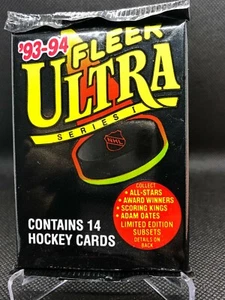 '93-94 FLEER
ULTRA
SERIES I
NHL
COLLECT:
• ALL-STARS
• AWARD WINNERS
• SCORING KINGS
• ADAM OATES
LIMITED EDITION
SUBSETS
DETAILS ON
BACK
CONTAINS 14
HOCKEY CARDS